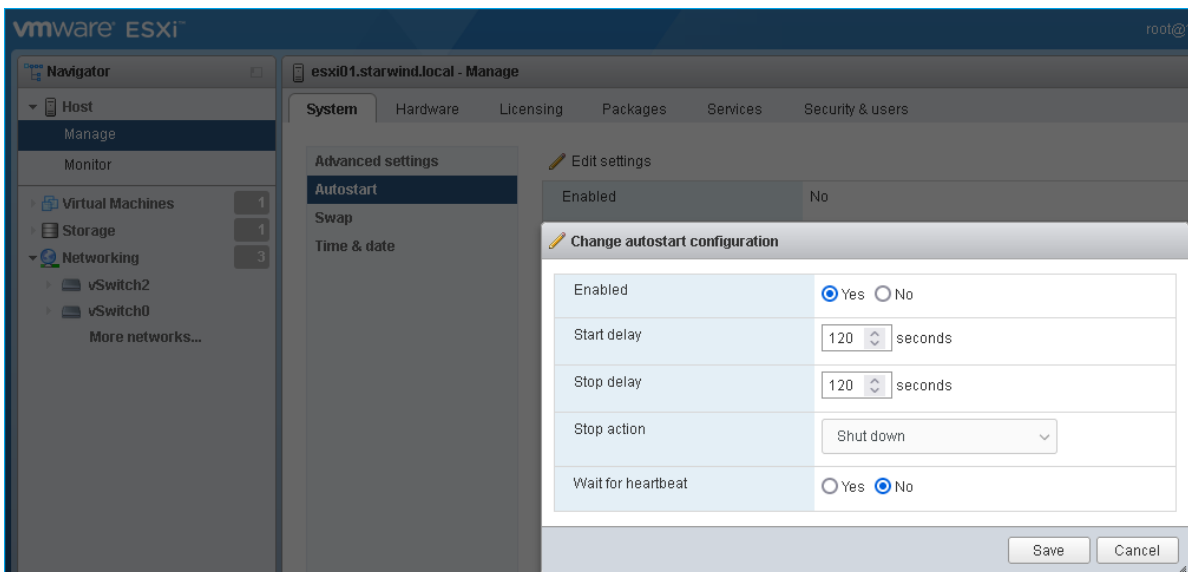 vmware ESXi™
root@
Navigator
Host
Manage
Monitor
Virtual Machines 1
Storage 1
Networking 3
vSwitch2
vSwitch0
More networks...
esxi01.starwind.local - Manage
System Hardware Licensing Packages Services Security & users
Advanced settings
Autostart
Swap
Time & date
Edit settings
Enabled No
Change autostart configuration
Enabled Yes No
Start delay 120 seconds
Stop delay 120 seconds
Stop action Shut down
Wait for heartbeat Yes No
Save Cancel